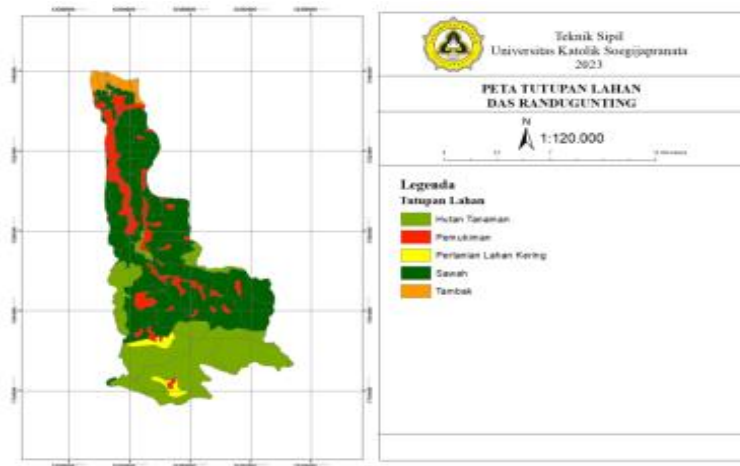 Teknik Sipil
Universitas Katolik Soegijapranata
2023
PETA TUTUPAN LAHAN
DAS RANDUGUNTING
N
1:120.000
Legenda
Tutupan Lahan
Hutan Tanaman
Pemukiman
Pertanian Lahan Kering
Sawah
Tambak